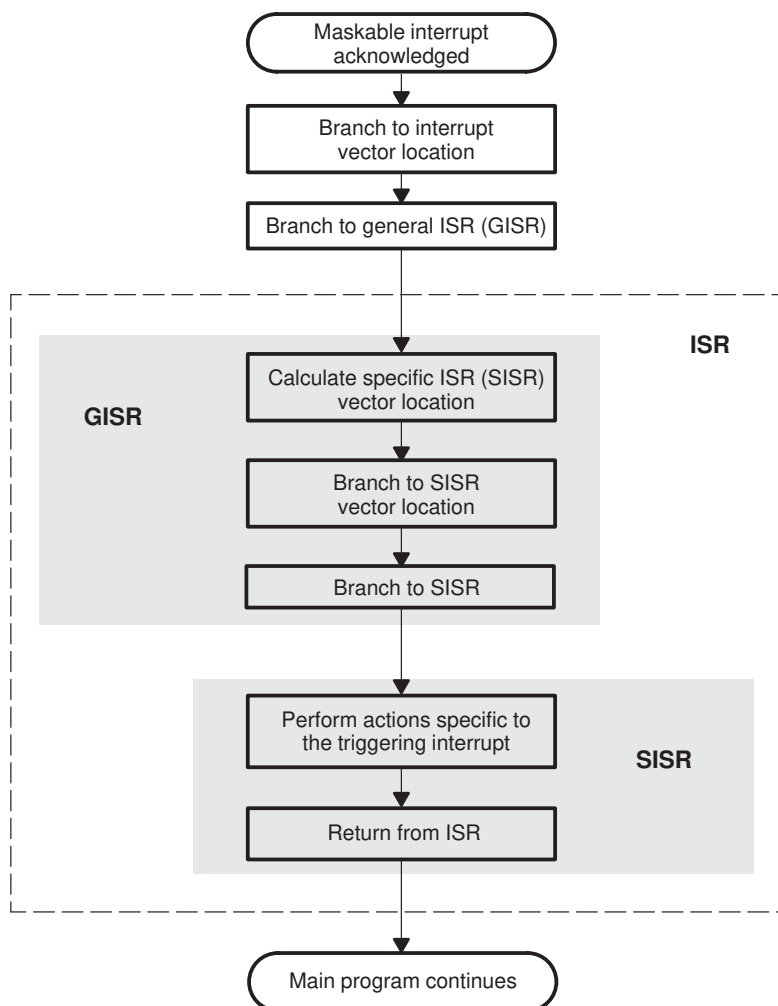 Maskable interrupt
acknowledged
Branch to interrupt
vector location
Branch to general ISR (GISR)
ISR
Calculate specific ISR (SISR)
vector location
GISR
Branch to SISR
vector location
Branch to SISR
Perform actions specific to
the triggering interrupt
SISR
Return from ISR
Main program continues